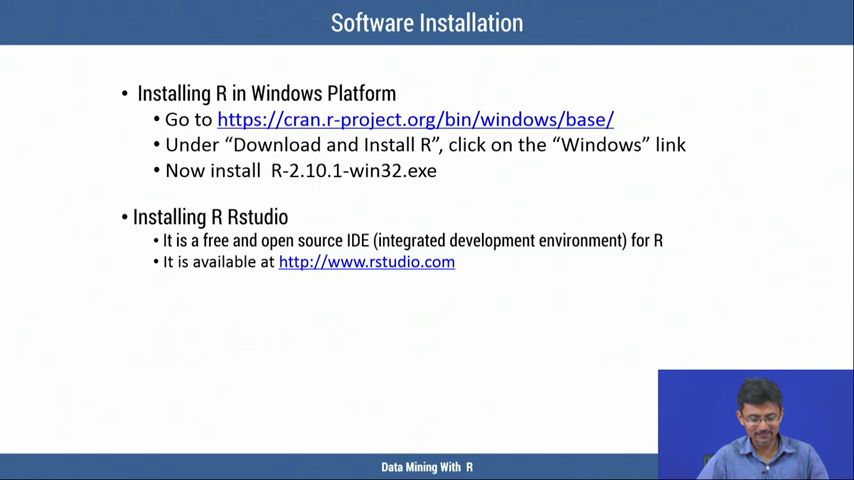 Software Installation
• Installing R in Windows Platform
• Go to https://cran.r-project.org/bin/windows/base/
• Under “Download and Install R”, click on the “Windows” link
• Now install R-2.10.1-win32.exe
• Installing R Rstudio
• It is a free and open source IDE (integrated development environment) for R
• It is available at http://www.rstudio.com
Data Mining With R